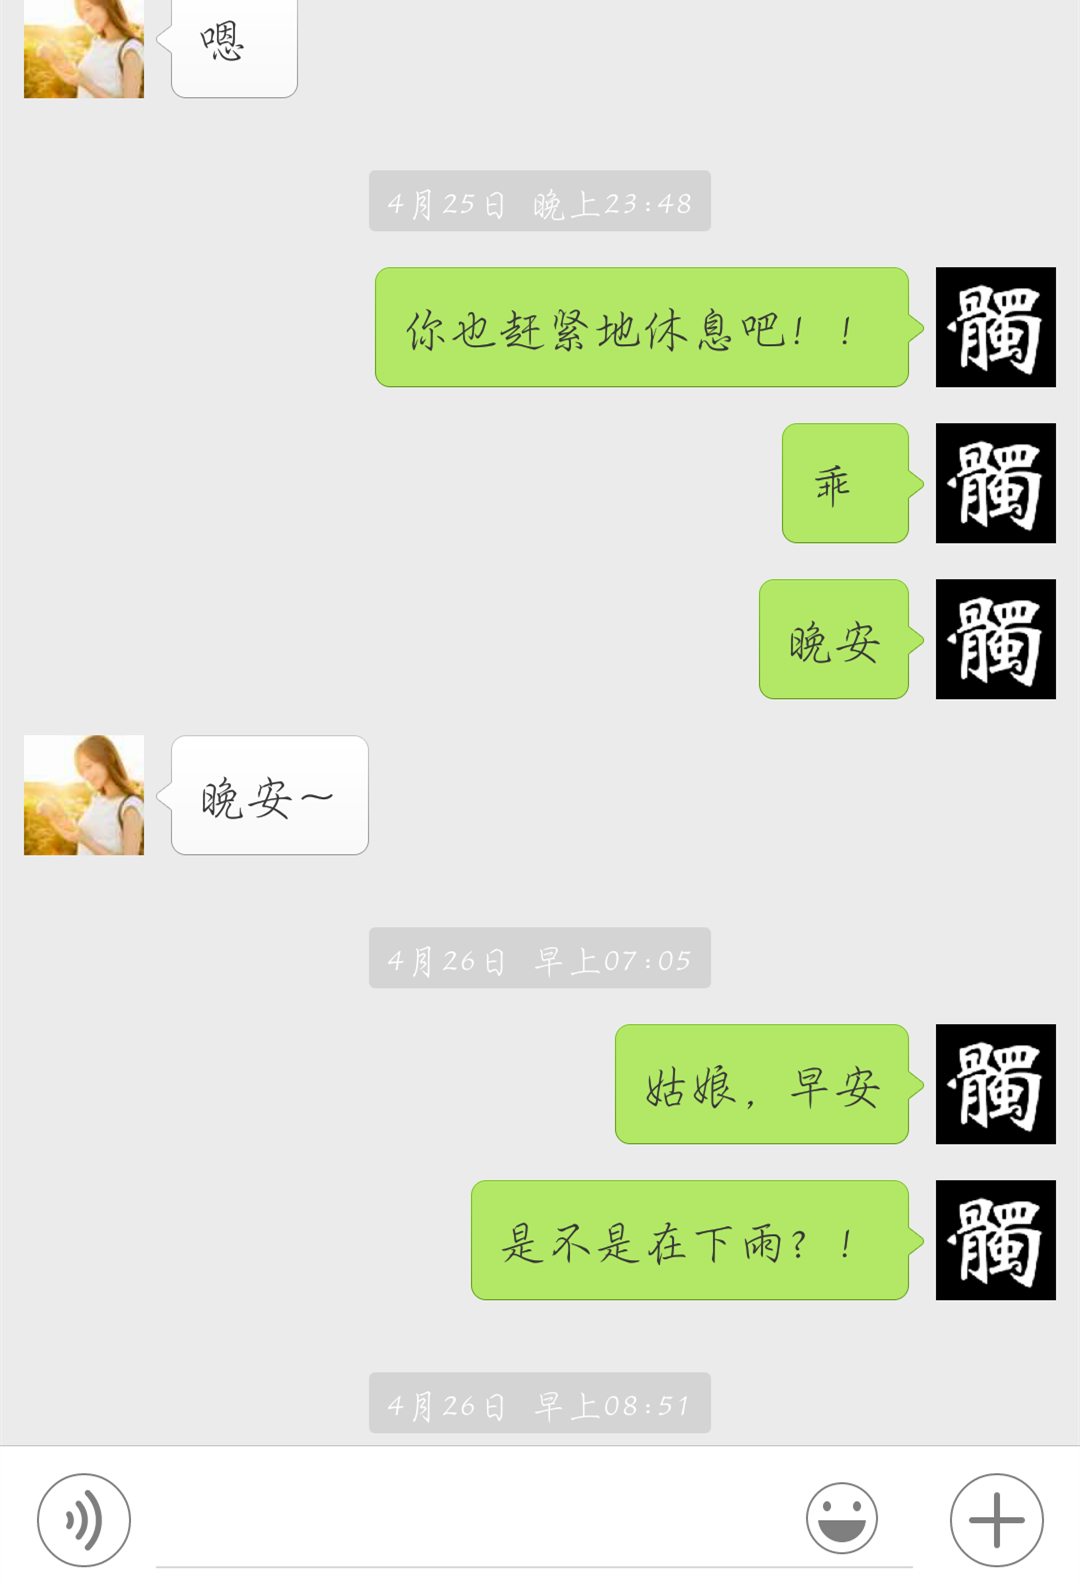 嗯
4月25日 晚上23:48
你也赶紧地休息吧！！
髑
乖
髑
晚安
髑
晚安～
4月26日 早上07:05
姑娘，早安
髑
是不是在下雨？！
髑
4月26日 早上08:51